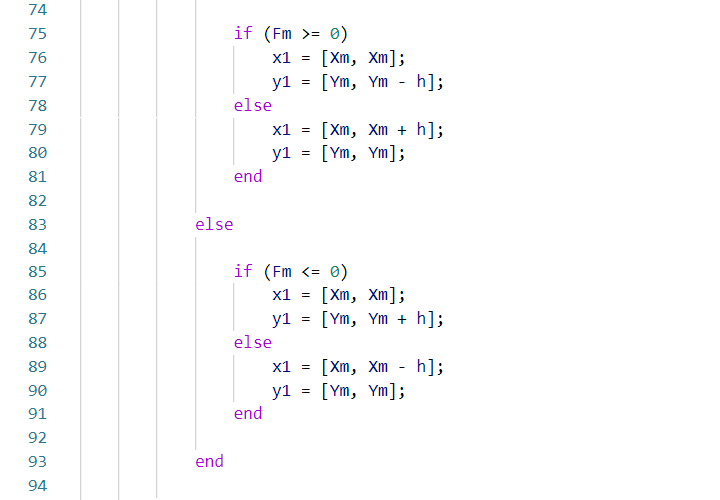 74
75 if (Fm >= 0)
76 x1 = [Xm, Xm];
77 y1 = [Ym, Ym - h];
78 else
79 x1 = [Xm, Xm + h];
80 y1 = [Ym, Ym];
81 end
82
83 else
84
85 if (Fm <= 0)
86 x1 = [Xm, Xm];
87 y1 = [Ym, Ym + h];
88 else
89 x1 = [Xm, Xm - h];
90 y1 = [Ym, Ym];
91 end
92
93 end
94